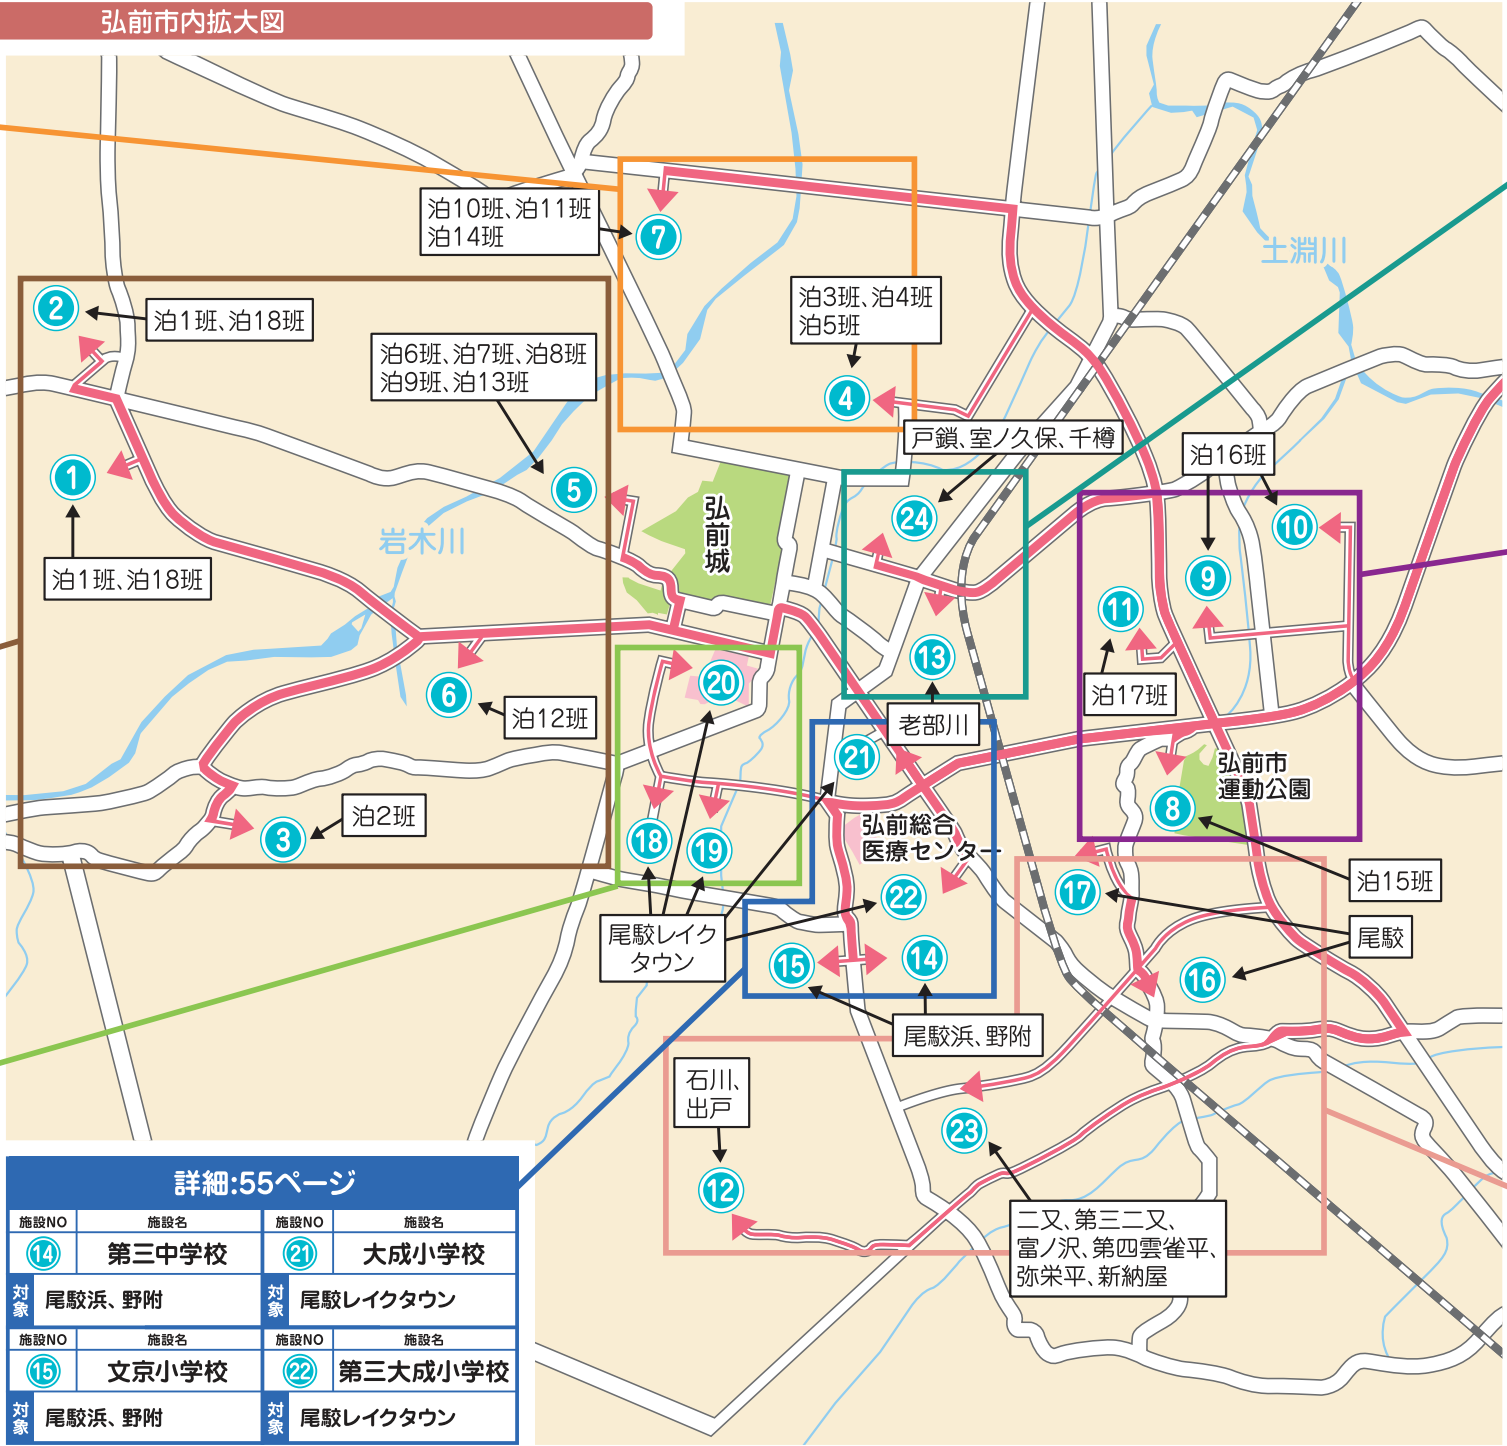 弘前市内拡大図
泊10班、泊11班
泊14班
7
土淵川
2
泊1班、泊18班
泊3班、泊4班
泊5班
泊6班、泊7班、泊8班
泊9班、泊13班
4
戸鎖、室ノ久保、千樽
泊16班
1
5
弘前城
24
10
岩木川
泊1班、泊18班
9
11
13
6
20
泊17班
泊12班
老部川
21
弘前市
運動公園
8
泊2班
3
18
19
弘前総合
医療センター
泊15班
22
17
尾駮レイク
タウン
尾駮
15
14
16
尾駮浜、野附
石川、
出戸
23
12
二又、第三二又、
富ノ沢、第四雲雀平、
弥栄平、新納屋
詳細:55ページ
施設NO 施設名 施設NO 施設名
14 第三中学校 21 大成小学校
対象 尾駮浜、野附 対象 尾駮レイクタウン
施設NO 施設名 施設NO 施設名
15 文京小学校 22 第三大成小学校
対象 尾駮浜、野附 対象 尾駮レイクタウン